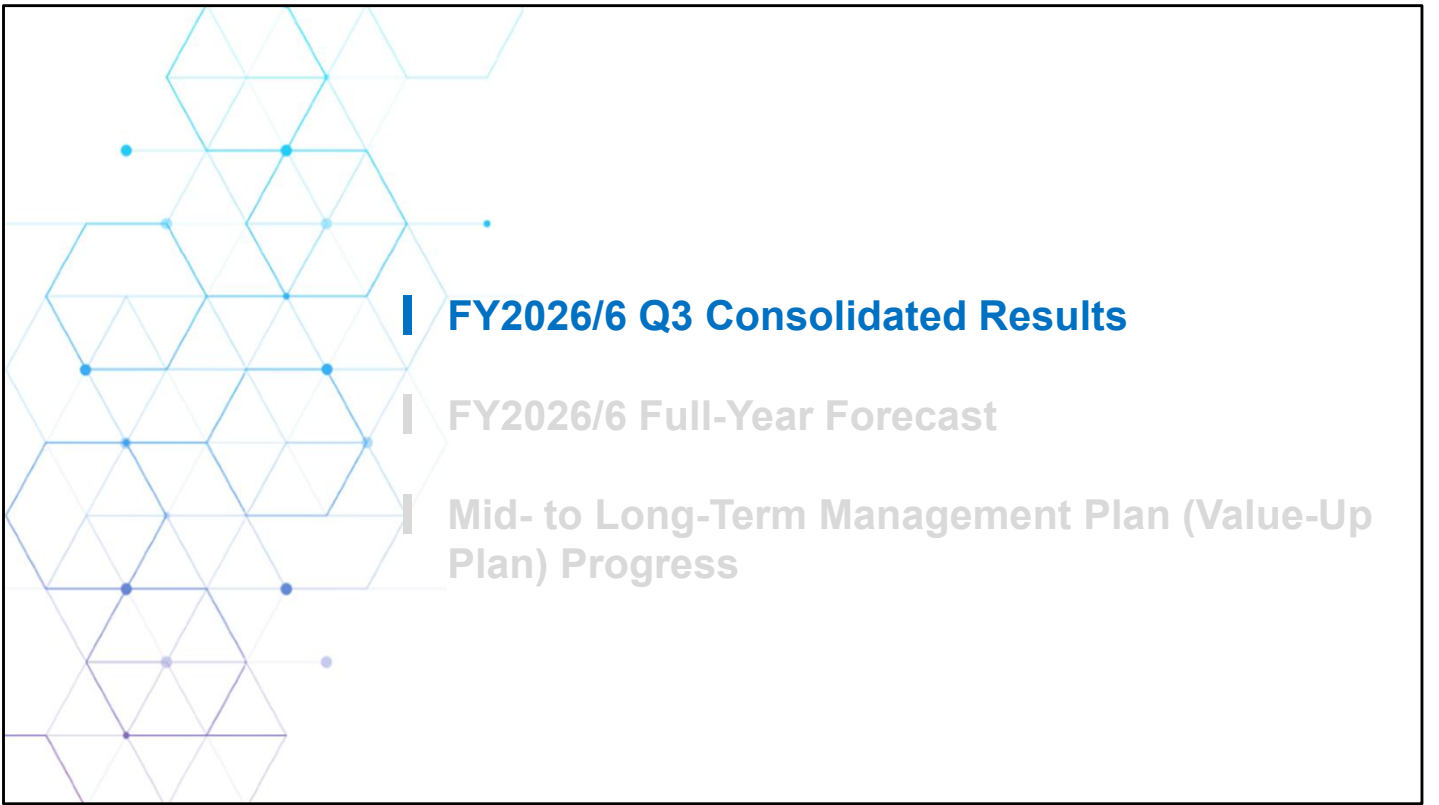 FY2026/6 Q3 Consolidated Results
FY2026/6 Full-Year Forecast
Mid- to Long-Term Management Plan (Value-Up
Plan) Progress